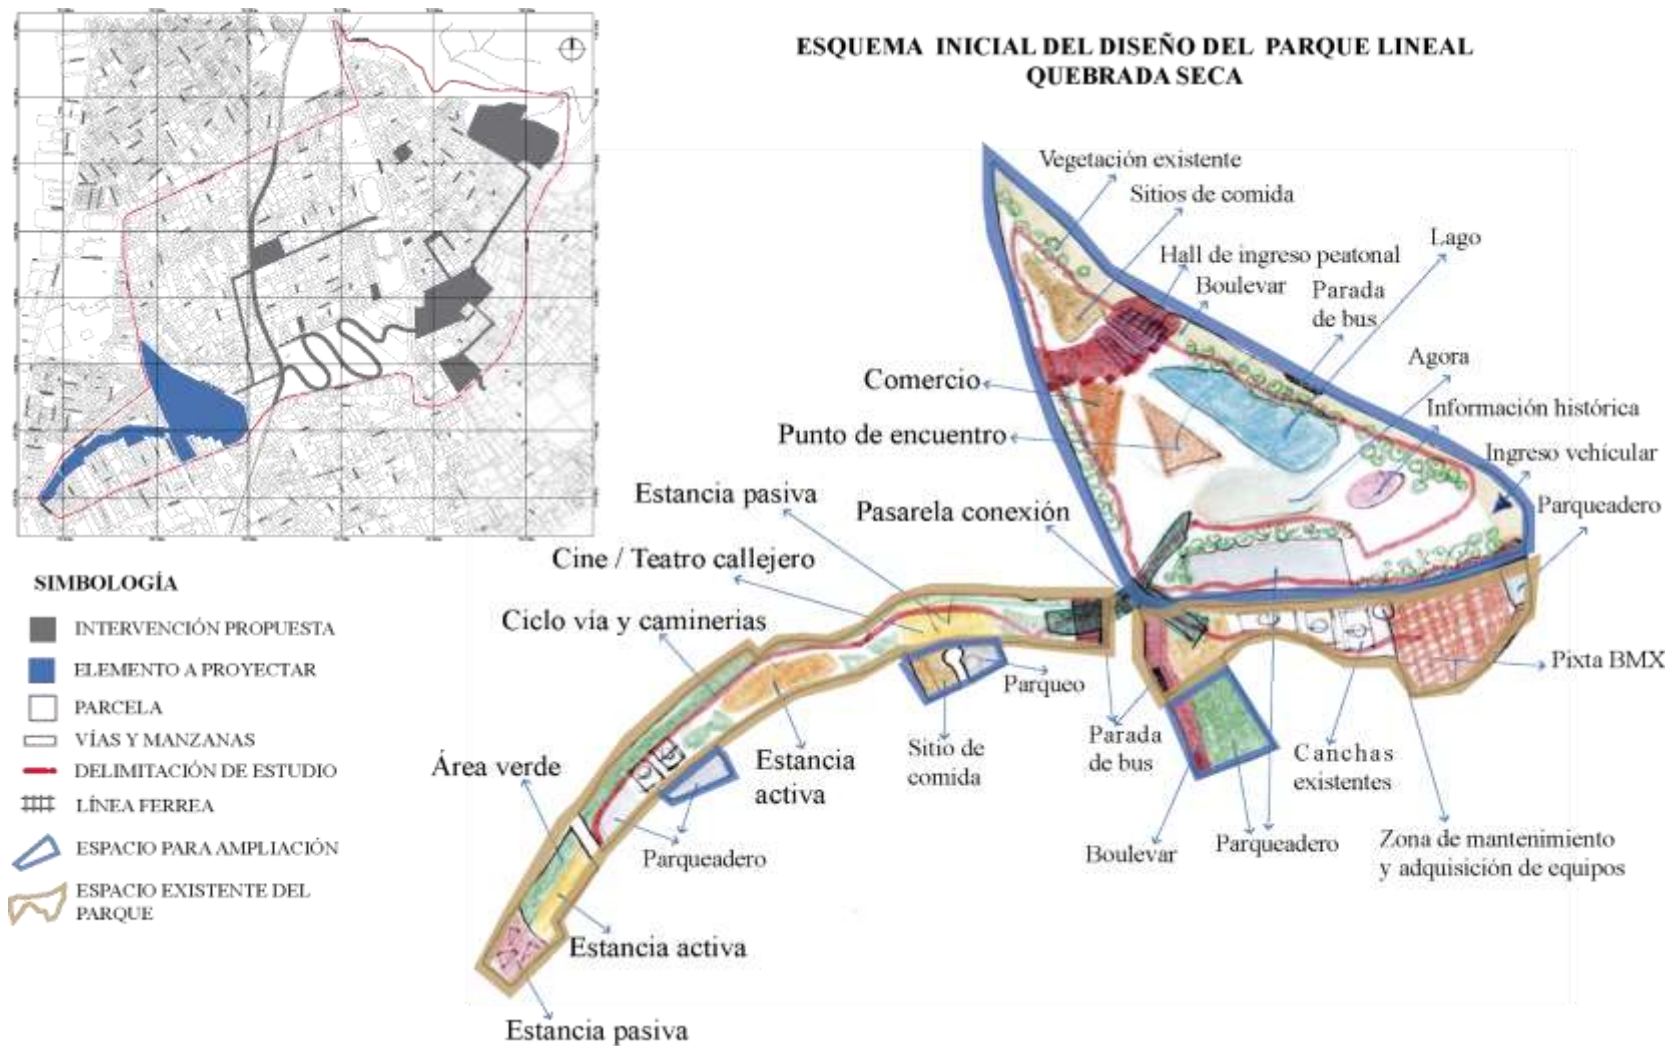 ESQUEMA INICIAL DEL DISEÑO DEL PARQUE LINEAL
QUEBRADA SECA
Vegetación existente
Sitios de comida
Hall de ingreso peatonal
Boulevar
Lago
Parada
de bus
Agora
Comercio
Información histórica
Punto de encuentro
Ingreso vehícular
Estancia pasiva
Pasarela conexión
Parqueadero
Cine / Teatro callejero
Ciclo vía y caminerias
Parqueo
Pixta BMX
Área verde
Estancia
activa
Sitio de
comida
Parada
de bus
Canchas
existentes
Parqueadero
Boulevar
Parqueadero
Zona de mantenimiento
y adquisición de equipos
Estancia activa
Estancia pasiva
SIMBOLOGÍA
INTERVENCIÓN PROPUESTA
ELEMENTO A PROYECTAR
PARCELA
VÍAS Y MANZANAS
DELIMITACIÓN DE ESTUDIO
LÍNEA FERREA
ESPACIO PARA AMPLIACIÓN
ESPACIO EXISTENTE DEL
PARQUE